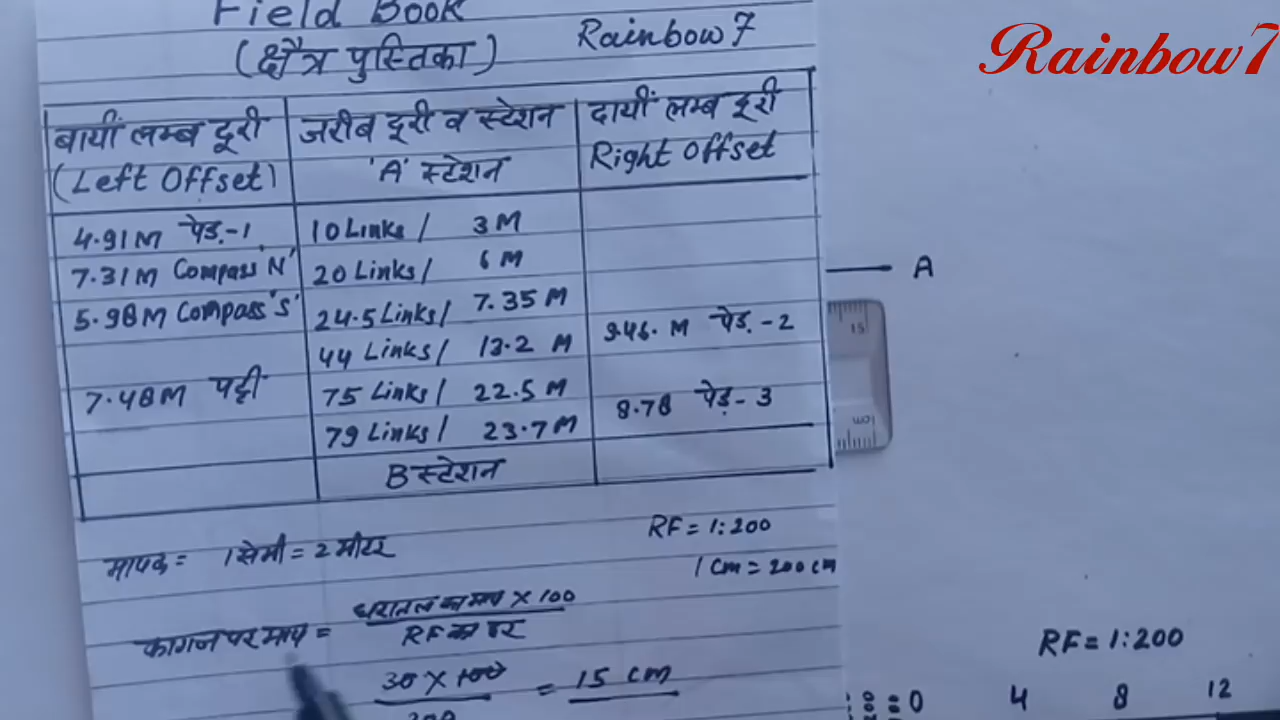 Field Book
(क्षैत्र पुस्तिका) Rainbow 7
Rainbow7
बायीं लम्ब दूरी जरीब दूरी व स्टेशन दायीं लम्ब दूरी
(Left Offset) 'A' स्टेशन Right Offset
4.91M पेड़-1 10 Links / 3 M
7.31M Compass 'N' 20 Links / 6 M
5.98M Compass 'S' 24.5 Links / 7.35 M
44 Links / 13.2 M 9.46. M पेड़-2
7.48M पट्टी 75 Links / 22.5 M
79 Links / 23.7 M 8.78 पेड़-3
B स्टेशन
A
15
10m
मापक = 1 सेमी = 2 मीटर RF = 1:200
1 Cm = 200 cm
धरातल का माप × 100
कागज पर माप =
RF का हर
30 × 100 = 15 cm
200
RF = 1:200
0 4 8 12